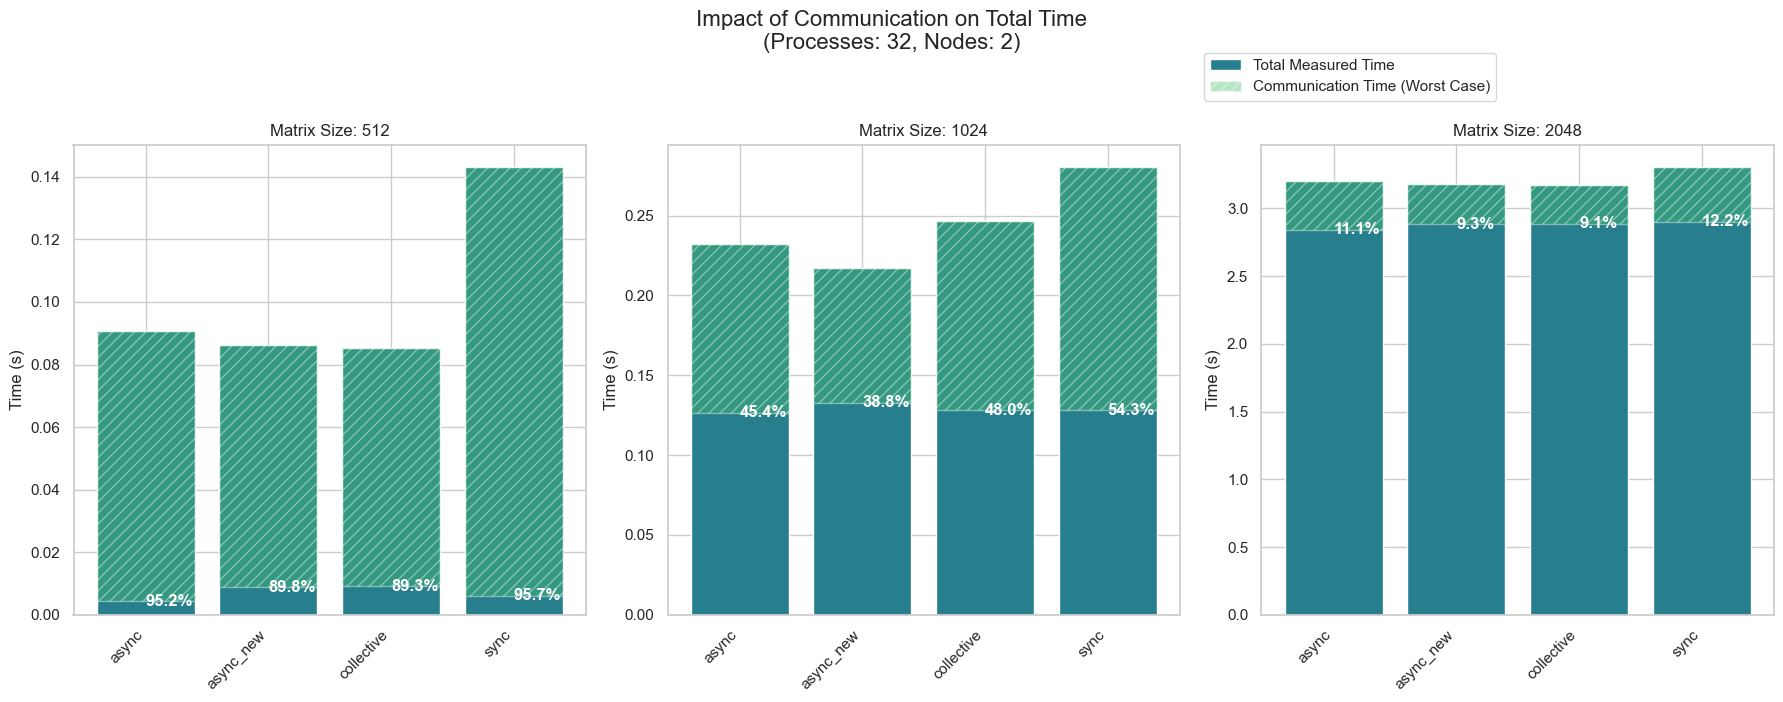 Impact of Communication on Total Time
(Processes: 32, Nodes: 2)
Total Measured Time
Communication Time (Worst Case)
Matrix Size: 512
Time (s)
0.14
0.12
0.10
0.08
0.06
0.04
0.02
0.00
95.2%
89.8%
89.3%
95.7%
async
async_new
collective
sync
Matrix Size: 1024
Time (s)
0.25
0.20
0.15
0.10
0.05
0.00
45.4%
38.8%
48.0%
54.3%
async
async_new
collective
sync
Matrix Size: 2048
Time (s)
3.0
2.5
2.0
1.5
1.0
0.5
0.0
11.1%
9.3%
9.1%
12.2%
async
async_new
collective
sync